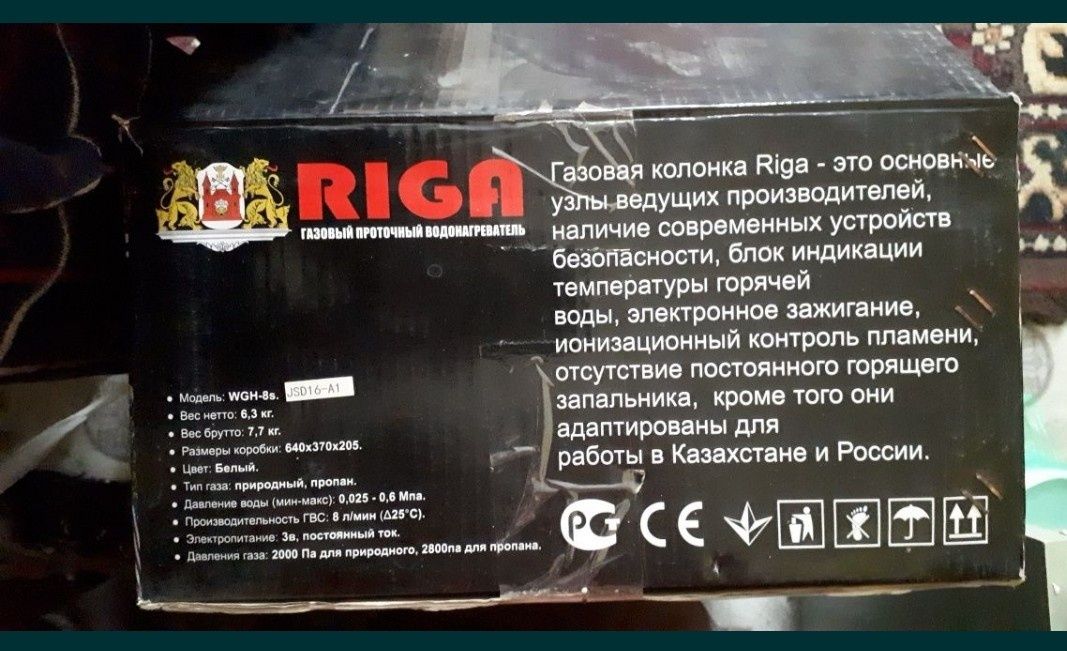 RIGA
ГАЗОВЫЙ ПРОТОЧНЫЙ ВОДОНАГРЕВАТЕЛЬ
• Модель: WGH-8s. JSD16-A1
• Вес нетто: 6,3 кг.
• Вес брутто: 7,7 кг.
• Размеры коробки: 640x370x205.
• Цвет: Белый.
• Тип газа: природный, пропан.
• Давление воды (мин-макс): 0,025 - 0,6 Мпа.
• Производительность ГВС: 8 л/мин (Δ25°C).
• Электропитание: 3в, постоянный ток.
• Давления газа: 2000 Па для природного, 2800па для пропана.
Газовая колонка Riga - это основные
узлы ведущих производителей,
наличие современных устройств
безопасности, блок индикации
температуры горячей
воды, электронное зажигание,
ионизационный контроль пламени,
отсутствие постоянного горящего
запальника, кроме того они
адаптированы для
работы в Казахстане и России.
РСТ CE